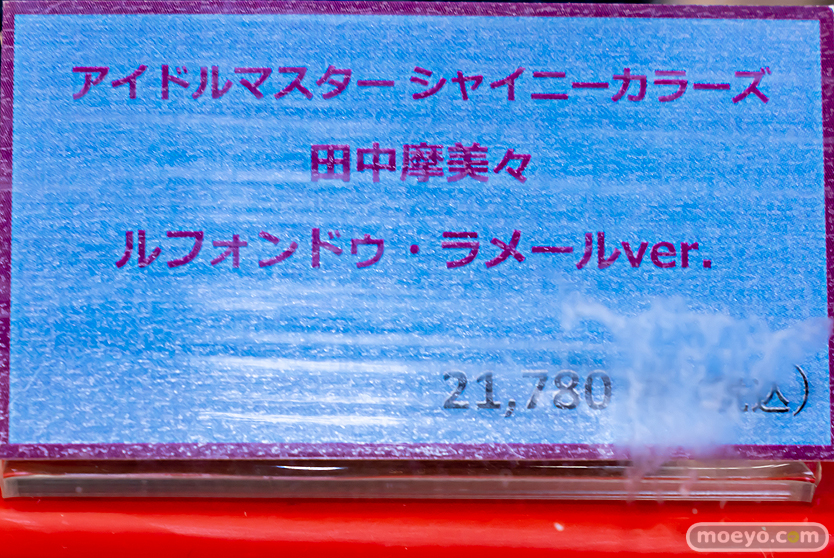 アイドルマスター シャイニーカラーズ
田中摩美々
ルフォンドゥ・ラメールver.
21,780 込)
moeyo.com